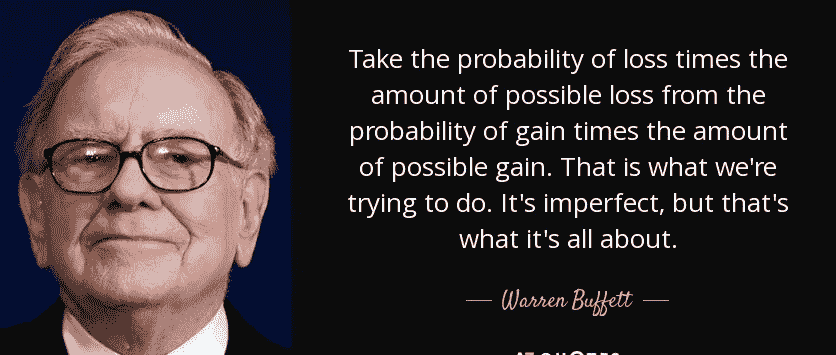 Take the probability of loss times the
amount of possible loss from the
probability of gain times the amount
of possible gain. That is what we're
trying to do. It's imperfect, but that's
what it's all about.
Warren Buffett